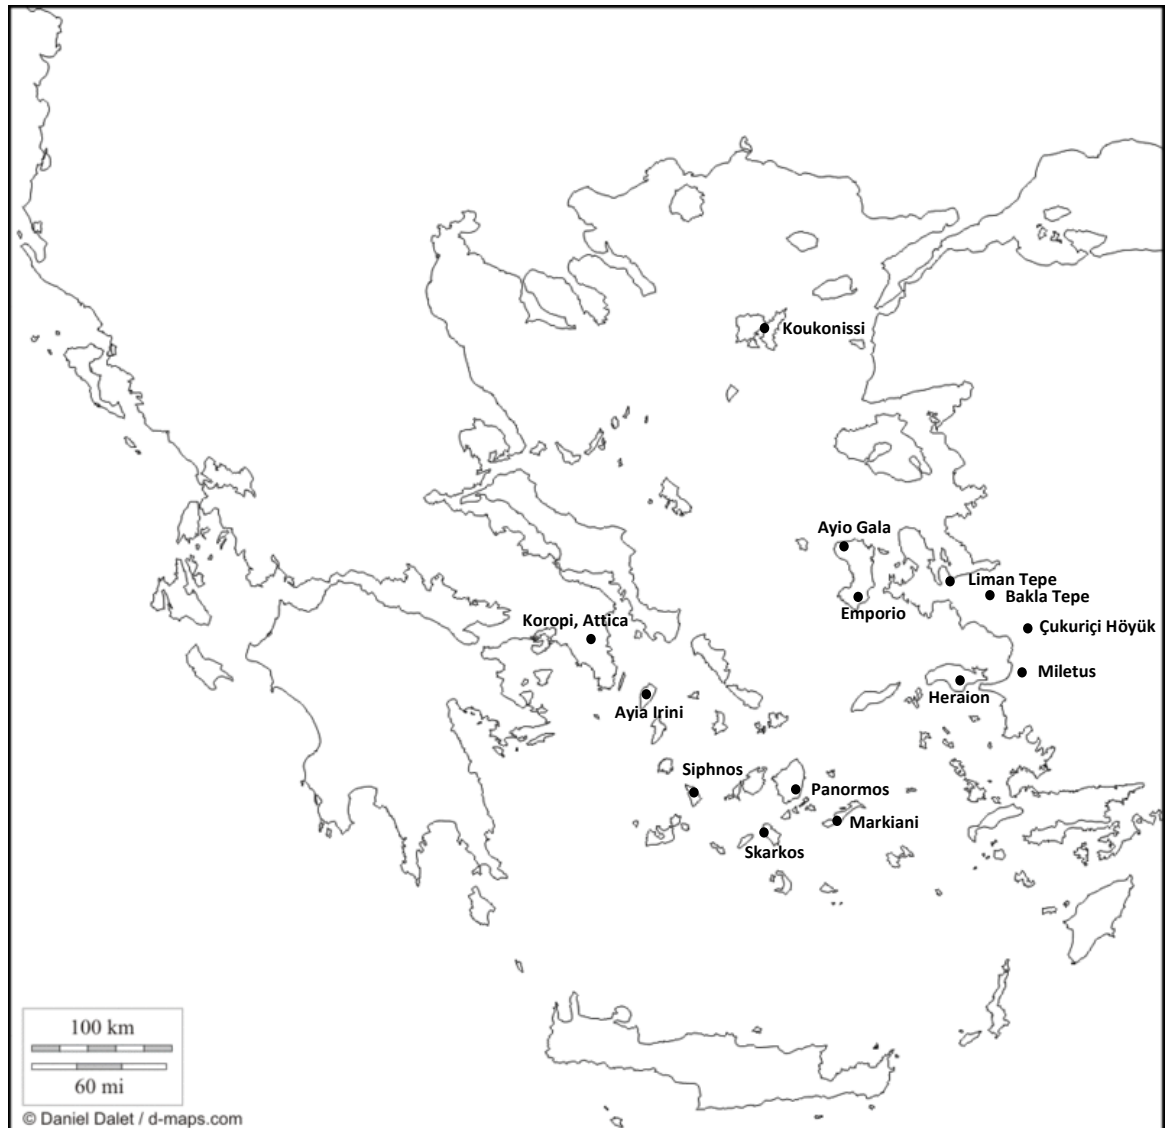 Koukonissi
Ayio Gala
Liman Tepe
Bakla Tepe
Emporio
Koropi, Attica
Çukuriçi Höyük
Miletus
Heraion
Ayia Irini
Siphnos
Panormos
Markiani
Skarkos
100 km
60 mi
© Daniel Dalet / d-maps.com